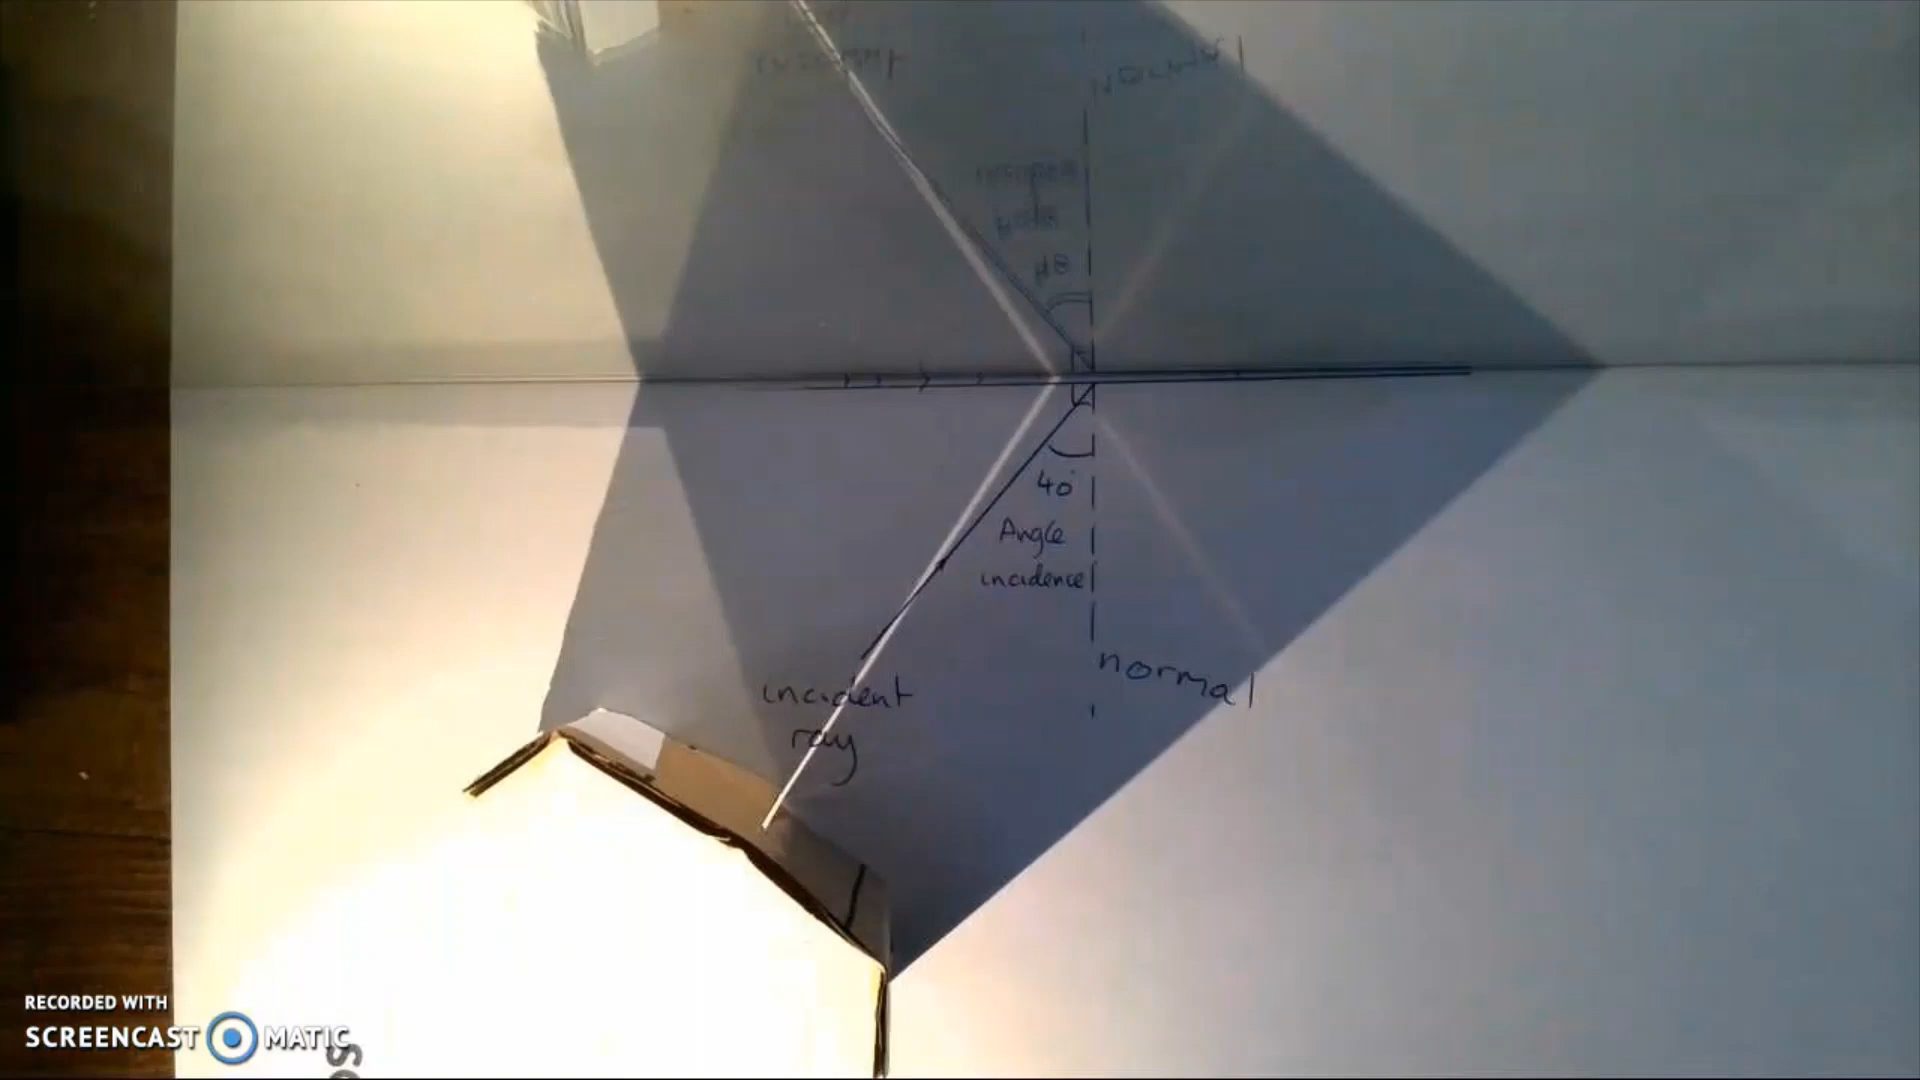 40°
Angle
incidence
normal
incident
ray
RECORDED WITH
SCREENCAST MATIC